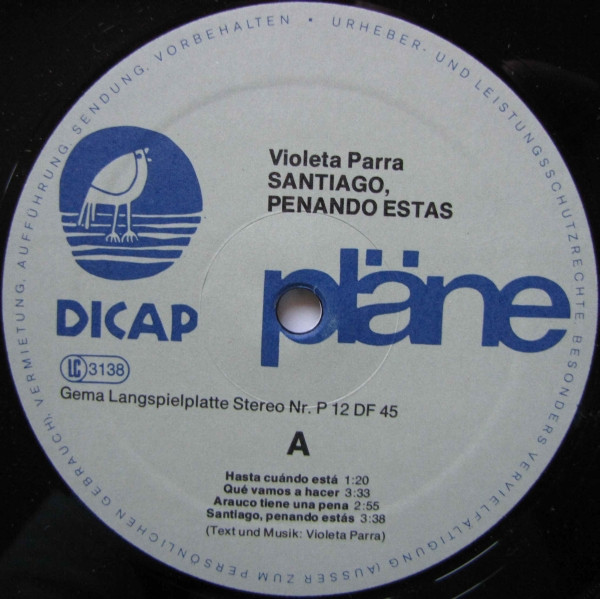 URHEBER- UND LEISTUNGSSCHUTZRECHTE BESONDERS VERVIELFÄLTIGUNG (AUSSER ZUM PERSÖNLICHEN GEBRAUCH), VERMIETUNG, AUFFÜHRUNG, SENDUNG, VORBEHALTEN •
Violeta Parra
SANTIAGO,
PENANDO ESTAS
DICAP
pläne
LC 3138
Gema Langspielplatte Stereo Nr. P 12 DF 45
A
Hasta cuándo está 1:20
Qué vamos a hacer 3:33
Arauco tiene una pena 2:55
Santiago, penando estás 3:38
(Text und Musik: Violeta Parra)